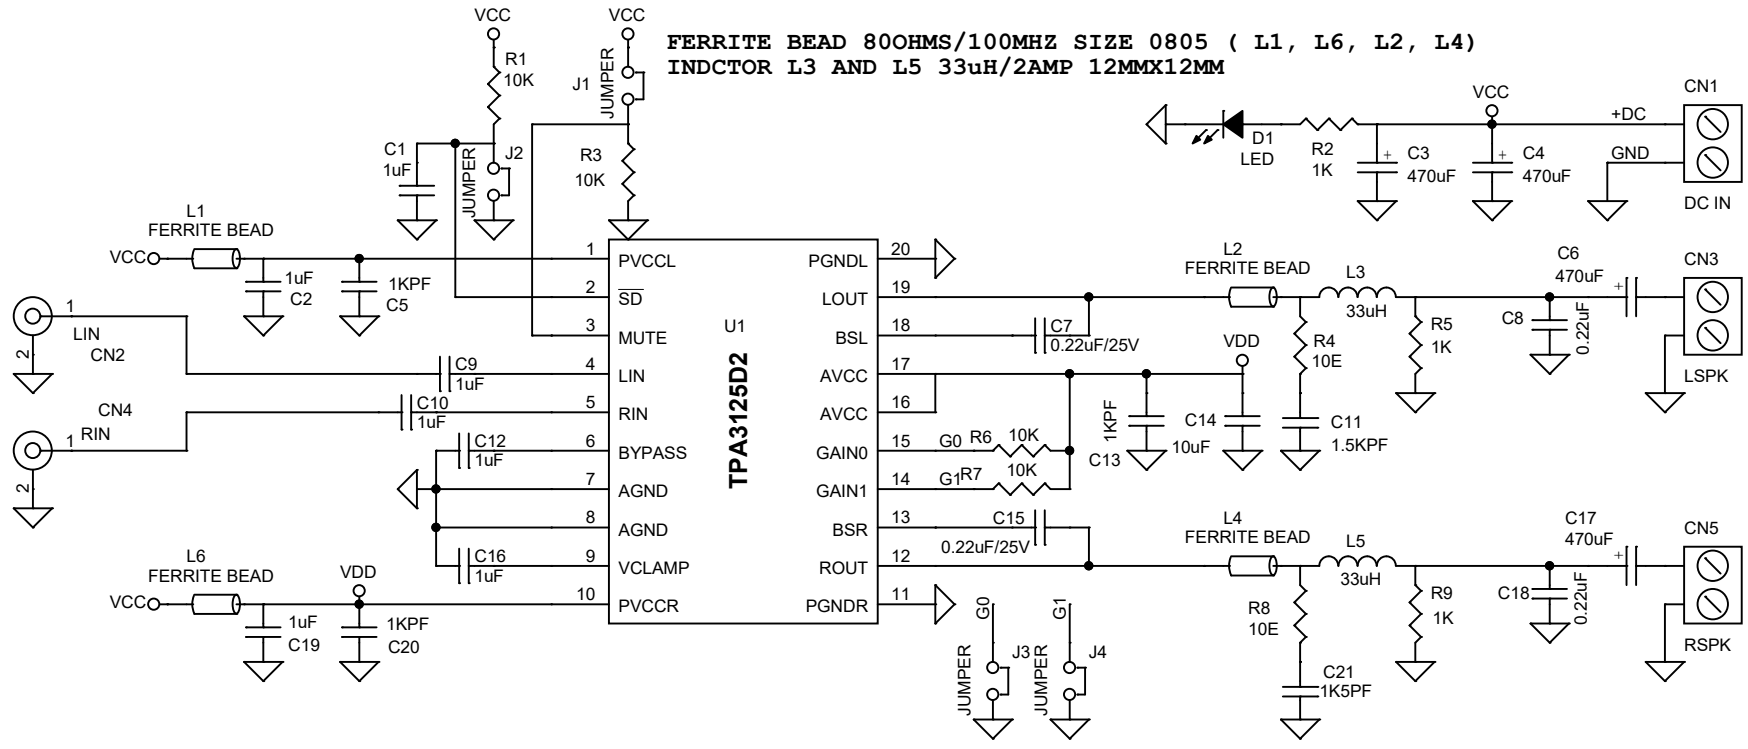 FERRITE BEAD 80OHMS/100MHZ SIZE 0805 ( L1, L6, L2, L4)
INDCTOR L3 AND L5 33uH/2AMP 12MMX12MM
VCC
R1
10K
C1
1uF
J2
JUMPER
VCC
J1
JUMPER
R3
10K
VCC
+DC
GND
CN1
DC IN
D1
LED
R2
1K
C3
+
470uF
C4
+
470uF
L1
FERRITE BEAD
VCC
1uF
C2
1KPF
C5
1
LIN
2
CN2
CN4
1
RIN
2
C9
1uF
C10
1uF
C12
1uF
C16
1uF
L6
FERRITE BEAD
VCC
VDD
1uF
C19
1KPF
C20
U1
TPA3125D2
1 PVCCL
2 SD
3 MUTE
4 LIN
5 RIN
6 BYPASS
7 AGND
8 AGND
9 VCLAMP
10 PVCCR
PGNDL 20
LOUT 19
BSL 18
AVCC 17
AVCC 16
GAIN0 15
GAIN1 14
BSR 13
ROUT 12
PGNDR 11
C7
0.22uF/25V
VDD
1KPF
C13
C14
10uF
G0 R6 10K
G1 R7 10K
C15
0.22uF/25V
G0
J3
JUMPER
G1
J4
JUMPER
L2
FERRITE BEAD
L3
33uH
R4
10E
C11
1.5KPF
R5
1K
C8
0.22uF
C6
470uF
+
CN3
LSPK
L4
FERRITE BEAD
L5
33uH
R8
10E
C21
1K5PF
R9
1K
C18
0.22uF
C17
470uF
+
CN5
RSPK